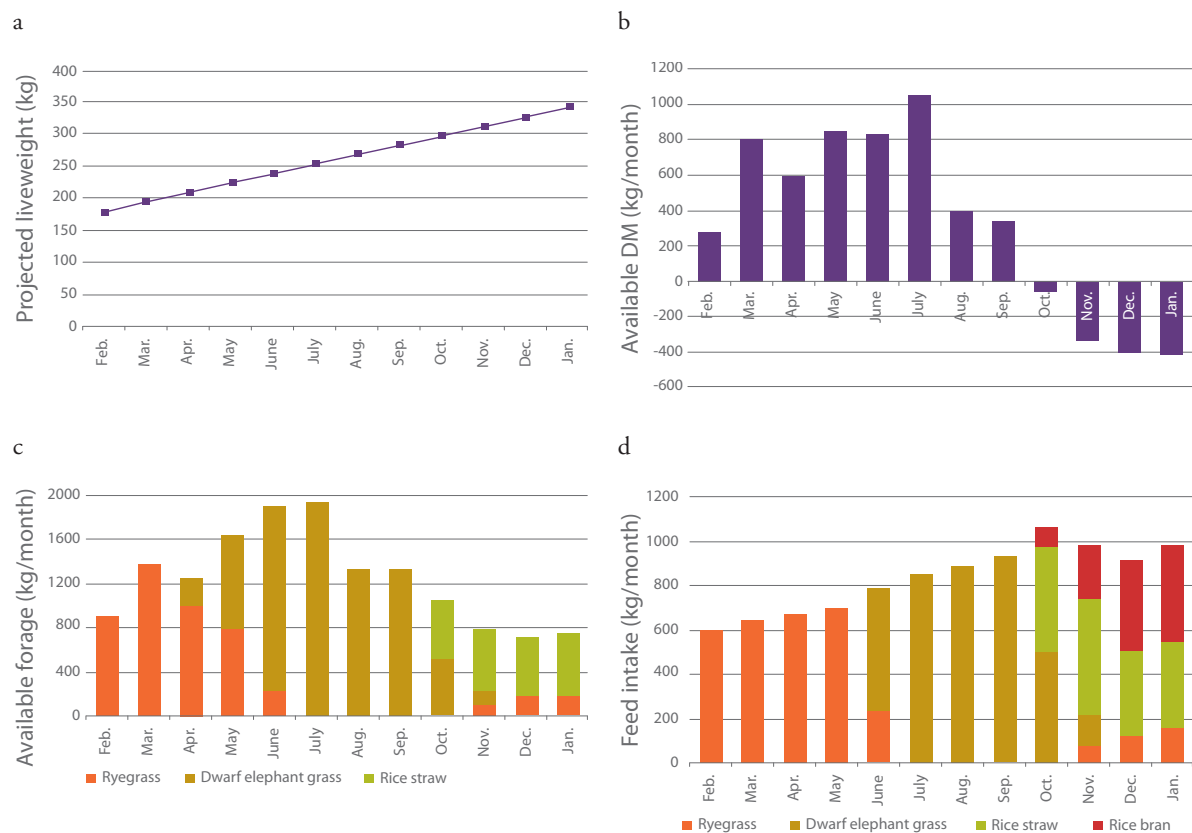 a
Projected liveweight (kg)
400
350
300
250
200
150
100
50
0
Feb.
Mar.
Apr.
May
June
July
Aug.
Sep.
Oct.
Nov.
Dec.
Jan.
b
Available DM (kg/month)
1200
1000
800
600
400
200
0
-200
-400
-600
Feb.
Mar.
Apr.
May
June
July
Aug.
Sep.
Oct.
Nov.
Dec.
Jan.
c
Available forage (kg/month)
2000
1600
1200
800
400
0
Feb.
Mar.
Apr.
May
June
July
Aug.
Sep.
Oct.
Nov.
Dec.
Jan.
Ryegrass Dwarf elephant grass Rice straw
d
Feed intake (kg/month)
1200
1000
800
600
400
200
0
Feb.
Mar.
Apr.
May
June
July
Aug.
Sep.
Oct.
Nov.
Dec.
Jan.
Ryegrass Dwarf elephant grass Rice straw Rice bran